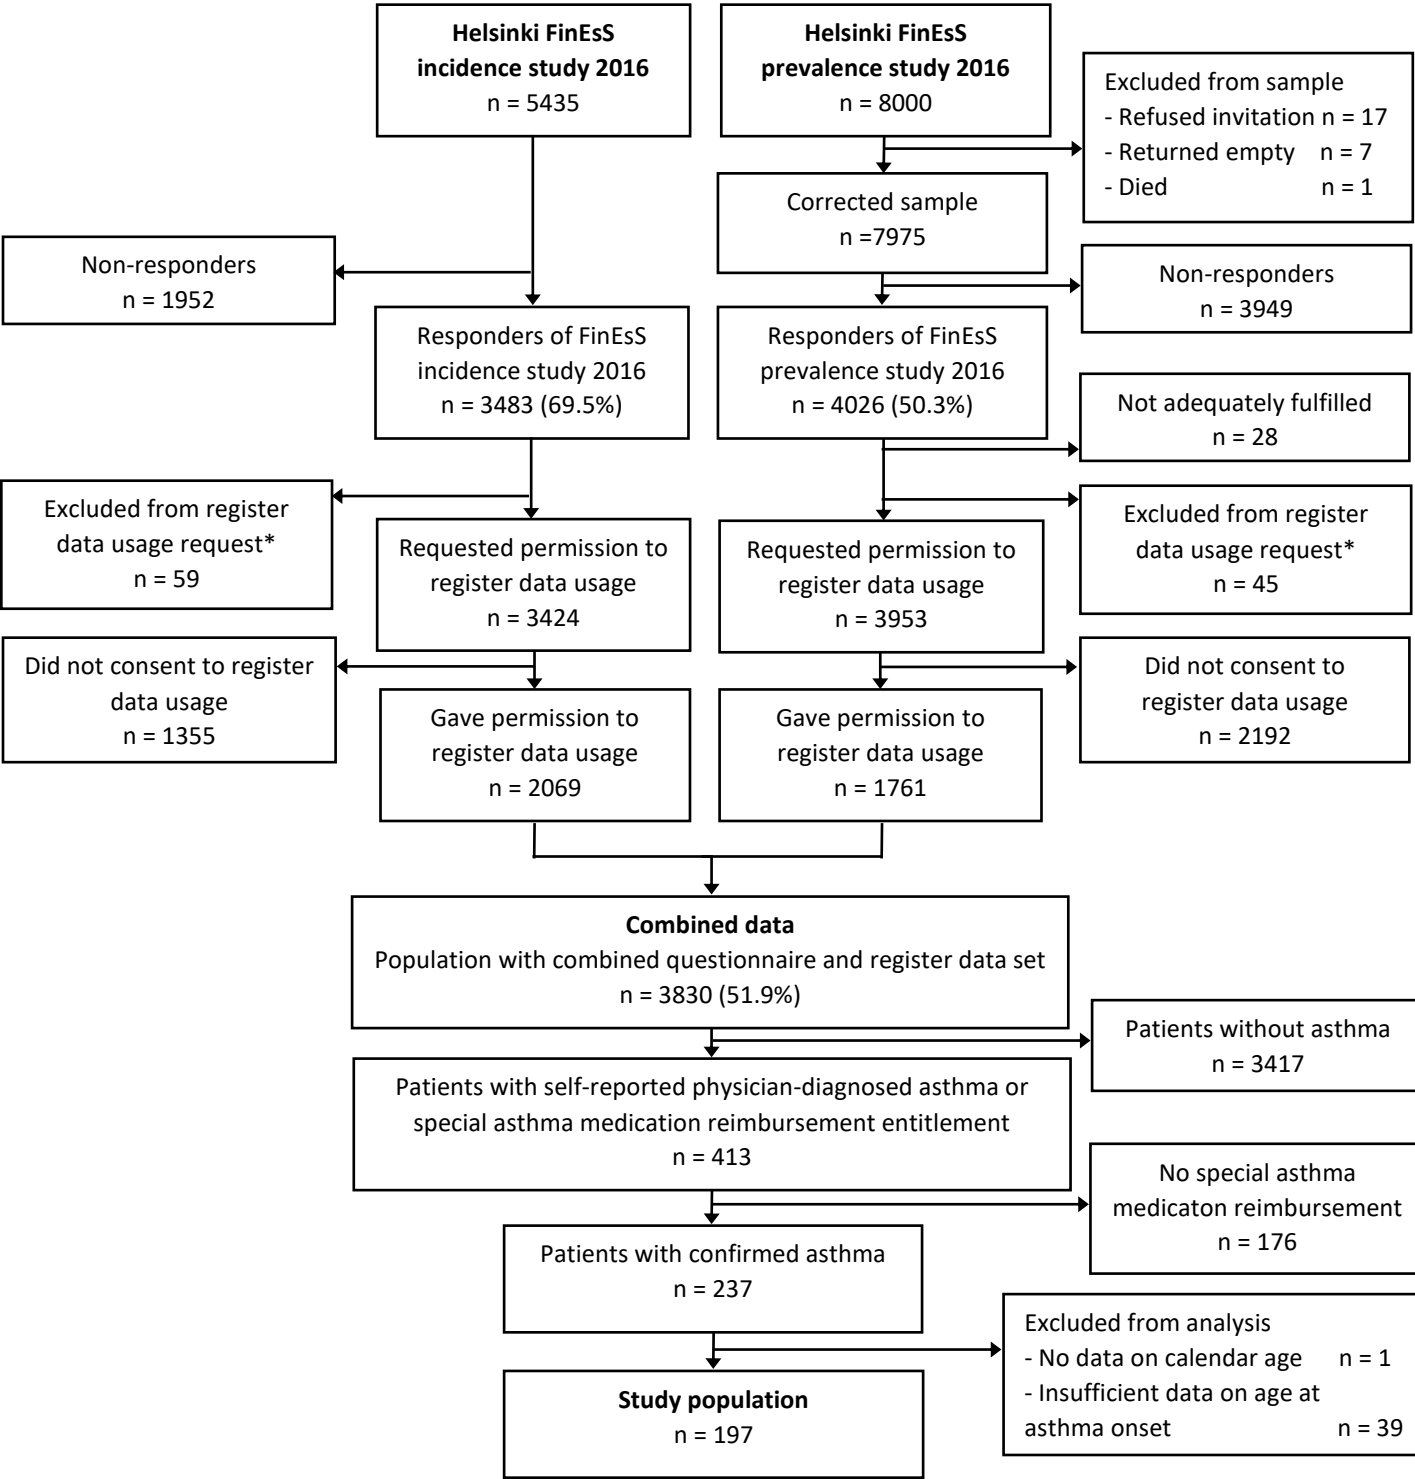 Helsinki FinEsS
incidence study 2016
n = 5435
Helsinki FinEsS
prevalence study 2016
n = 8000
Excluded from sample
- Refused invitation n = 17
- Returned empty n = 7
- Died n = 1
Corrected sample
n =7975
Non-responders
n = 1952
Non-responders
n = 3949
Responders of FinEsS
incidence study 2016
n = 3483 (69.5%)
Responders of FinEsS
prevalence study 2016
n = 4026 (50.3%)
Not adequately fulfilled
n = 28
Excluded from register
data usage request*
n = 59
Excluded from register
data usage request*
n = 45
Requested permission to
register data usage
n = 3424
Requested permission to
register data usage
n = 3953
Did not consent to register
data usage
n = 1355
Did not consent to
register data usage
n = 2192
Gave permission to
register data usage
n = 2069
Gave permission to
register data usage
n = 1761
Combined data
Population with combined questionnaire and register data set
n = 3830 (51.9%)
Patients without asthma
n = 3417
Patients with self-reported physician-diagnosed asthma or
special asthma medication reimbursement entitlement
n = 413
No special asthma
medicaton reimbursement
n = 176
Patients with confirmed asthma
n = 237
Excluded from analysis
- No data on calendar age n = 1
- Insufficient data on age at
asthma onset n = 39
Study population
n = 197